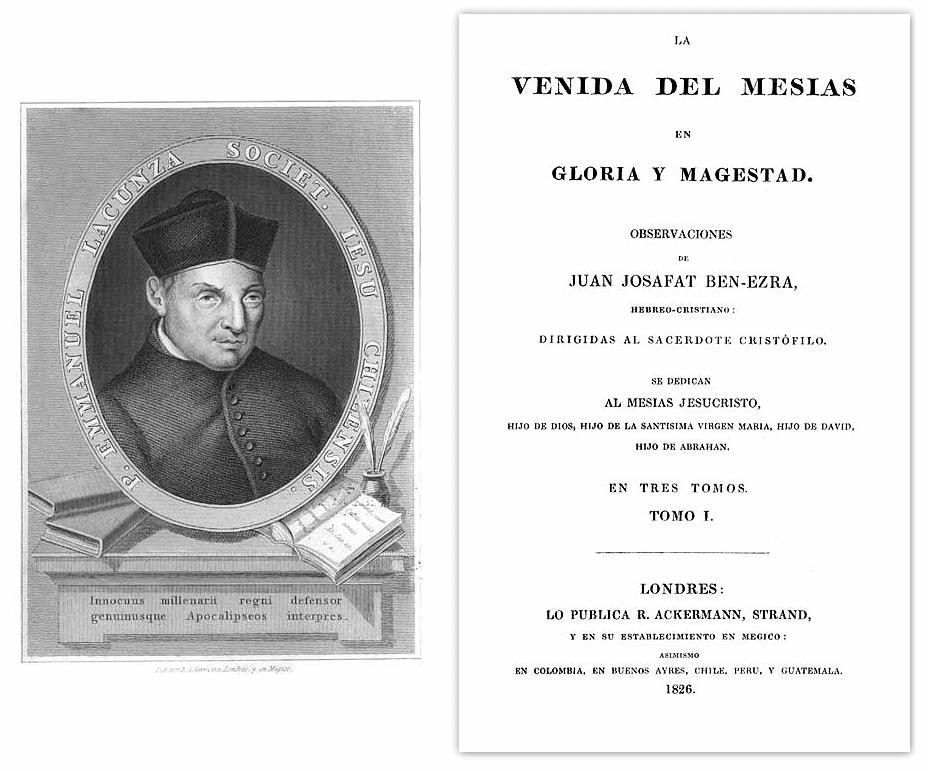 P. EMMANUEL LACUNZA SOCIET. IESU CHILENSIS.
Innocuus millenarii regni defensor
genuinusque Apocalipseos interpres.
LA
VENIDA DEL MESIAS
EN
GLORIA Y MAGESTAD.
OBSERVACIONES
DE
JUAN JOSAFAT BEN-EZRA,
HEBREO-CRISTIANO:
DIRIGIDAS AL SACERDOTE CRISTÓFILO.
SE DEDICAN
AL MESIAS JESUCRISTO,
HIJO DE DIOS, HIJO DE LA SANTISIMA VIRGEN MARIA, HIJO DE DAVID,
HIJO DE ABRAHAN.
EN TRES TOMOS.
TOMO I.
LONDRES:
LO PUBLICA R. ACKERMANN, STRAND,
Y EN SU ESTABLECIMIENTO EN MEGICO:
ASIMISMO
EN COLOMBIA, EN BUENOS AYRES, CHILE, PERU, Y GUATEMALA.
1826.